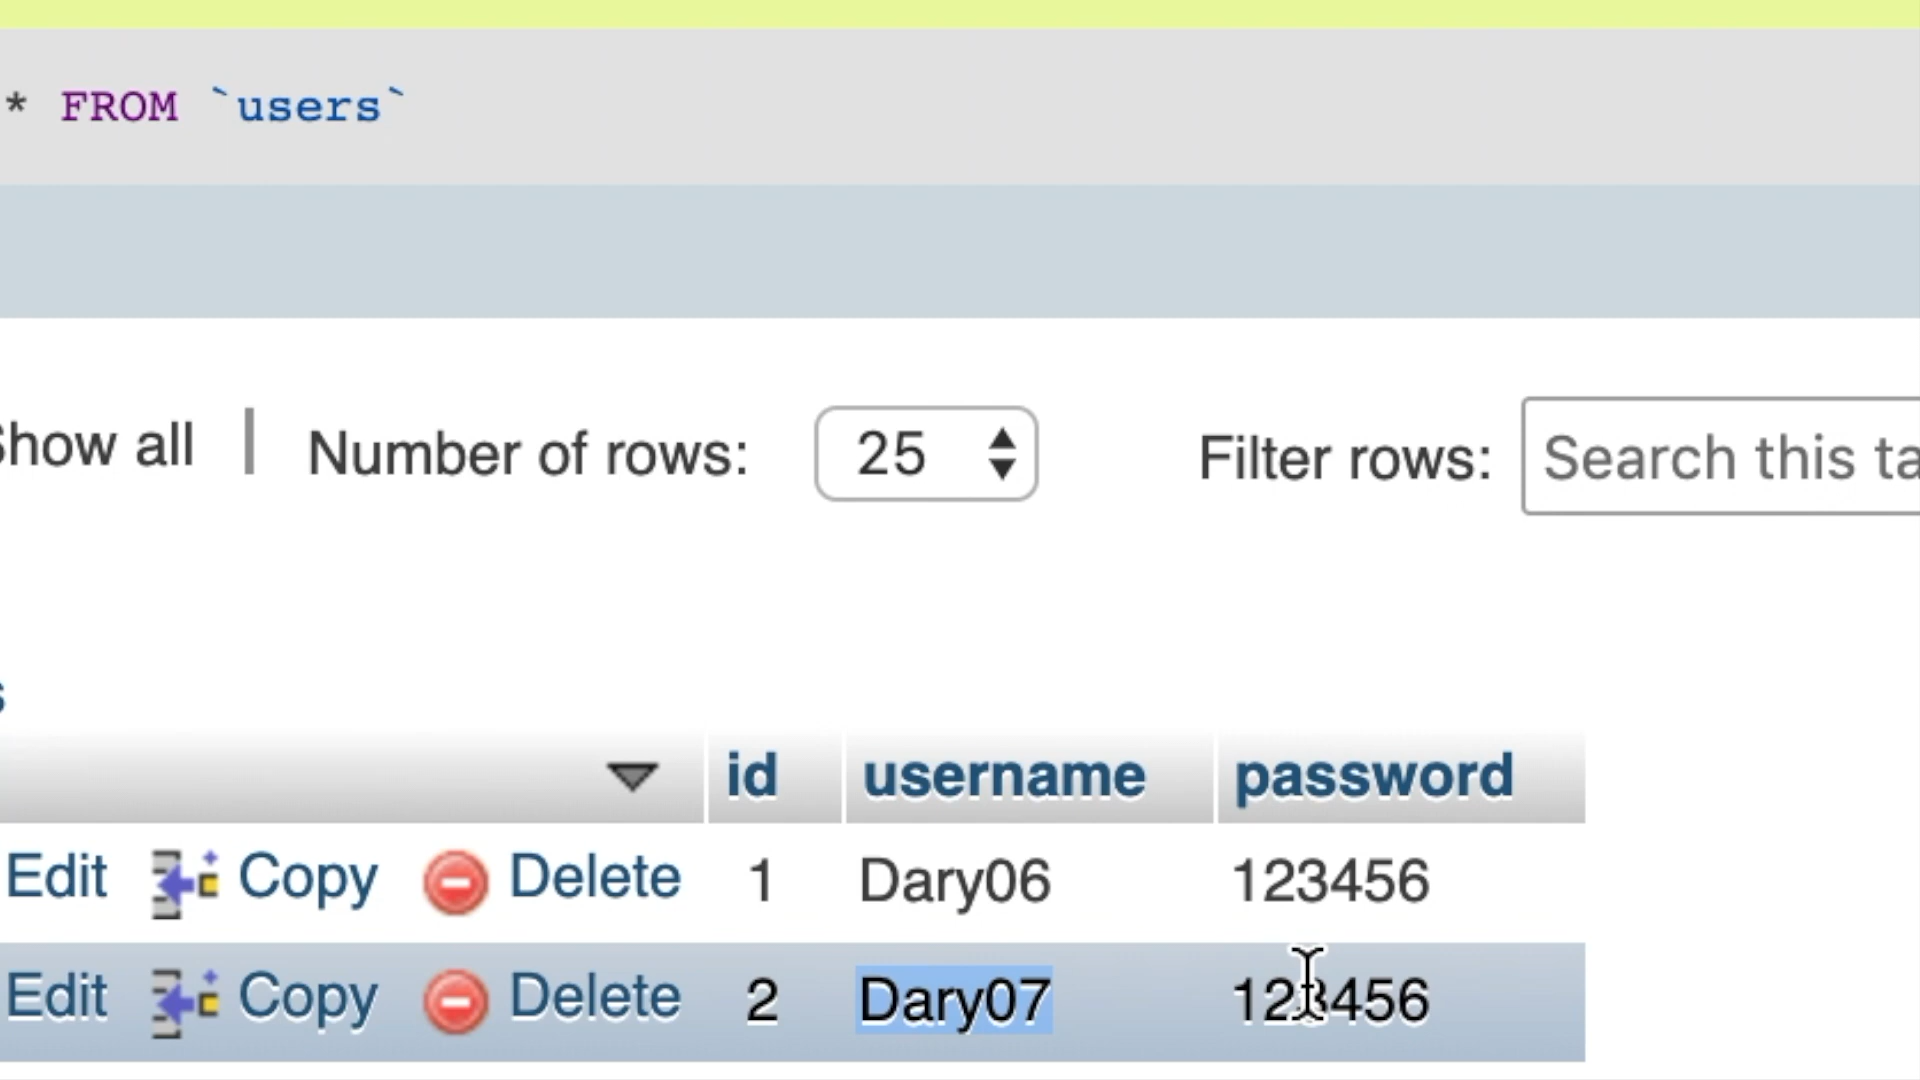 * FROM `users`
Show all | Number of rows: 25 Filter rows: Search this ta
s
id username password
Edit Copy Delete 1 Dary06 123456
Edit Copy Delete 2 Dary07 123456